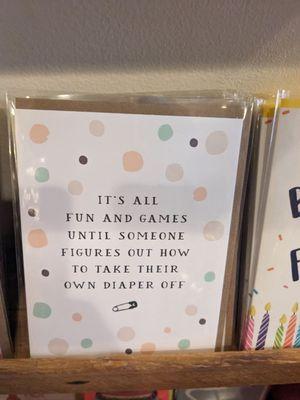 IT'S ALL
FUN AND GAMES
UNTIL SOMEONE
FIGURES OUT HOW
TO TAKE THEIR
OWN DIAPER OFF